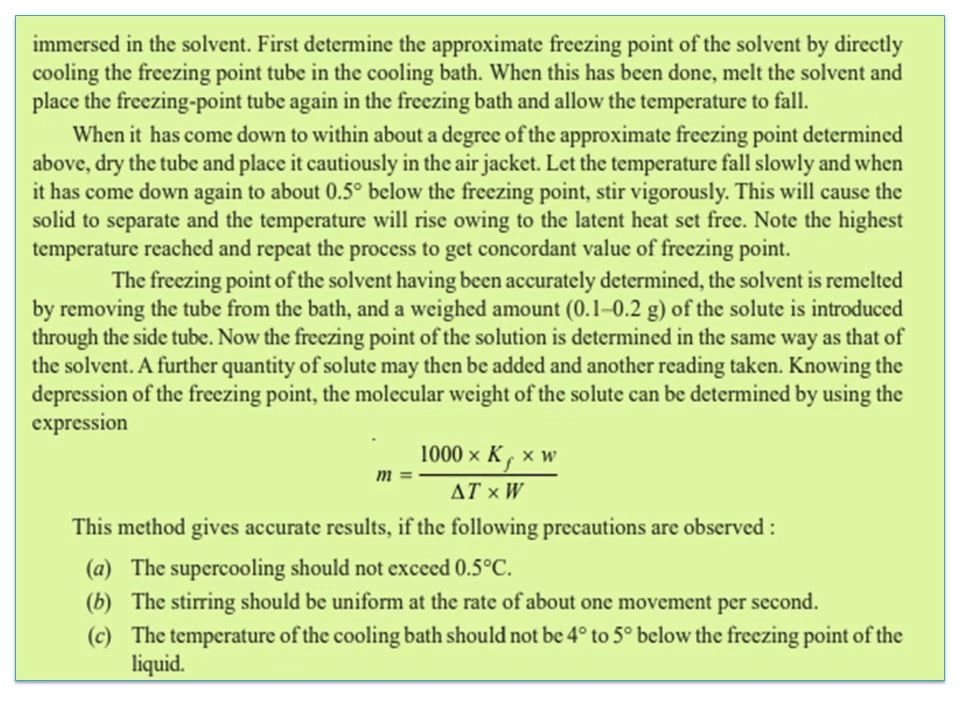 immersed in the solvent. First determine the approximate freezing point of the solvent by directly
cooling the freezing point tube in the cooling bath. When this has been done, melt the solvent and
place the freezing-point tube again in the freezing bath and allow the temperature to fall.
When it has come down to within about a degree of the approximate freezing point determined
above, dry the tube and place it cautiously in the air jacket. Let the temperature fall slowly and when
it has come down again to about 0.5° below the freezing point, stir vigorously. This will cause the
solid to separate and the temperature will rise owing to the latent heat set free. Note the highest
temperature reached and repeat the process to get concordant value of freezing point.
The freezing point of the solvent having been accurately determined, the solvent is remelted
by removing the tube from the bath, and a weighed amount (0.1–0.2 g) of the solute is introduced
through the side tube. Now the freezing point of the solution is determined in the same way as that of
the solvent. A further quantity of solute may then be added and another reading taken. Knowing the
depression of the freezing point, the molecular weight of the solute can be determined by using the
expression
m = (1000 × K_f × w) / (ΔT × W)
This method gives accurate results, if the following precautions are observed :
(a) The supercooling should not exceed 0.5°C.
(b) The stirring should be uniform at the rate of about one movement per second.
(c) The temperature of the cooling bath should not be 4° to 5° below the freezing point of the
liquid.